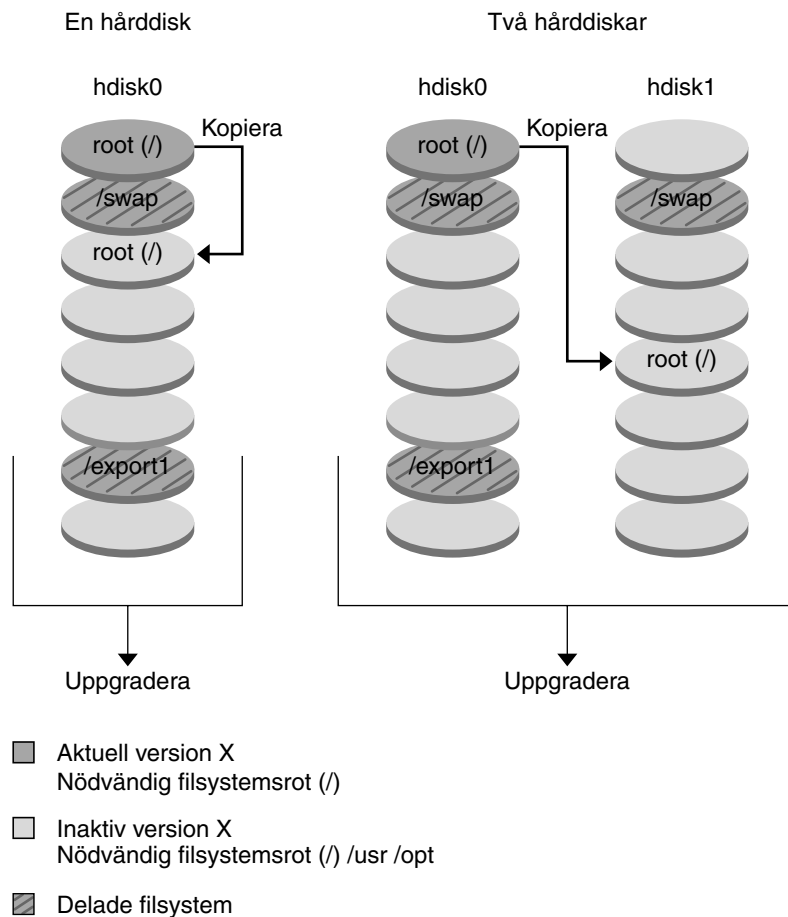 En hårddisk
Två hårddiskar
hdisk0
hdisk0
hdisk1
root (/)
Kopiera
root (/)
Kopiera
/swap
/swap
/swap
root (/)
root (/)
/export1
/export1
Uppgradera
Uppgradera
Aktuell version X
Nödvändig filsystemsrot (/)
Inaktiv version X
Nödvändig filsystemsrot (/) /usr /opt
Delade filsystem